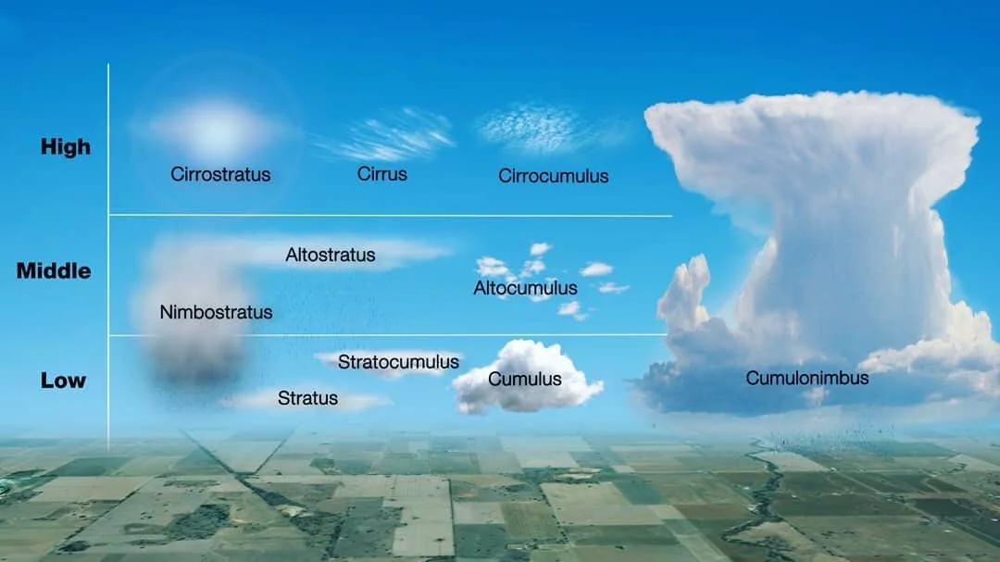 High
Cirrostratus
Cirrus
Cirrocumulus
Middle
Altostratus
Altocumulus
Nimbostratus
Low
Stratocumulus
Cumulus
Cumulonimbus
Stratus